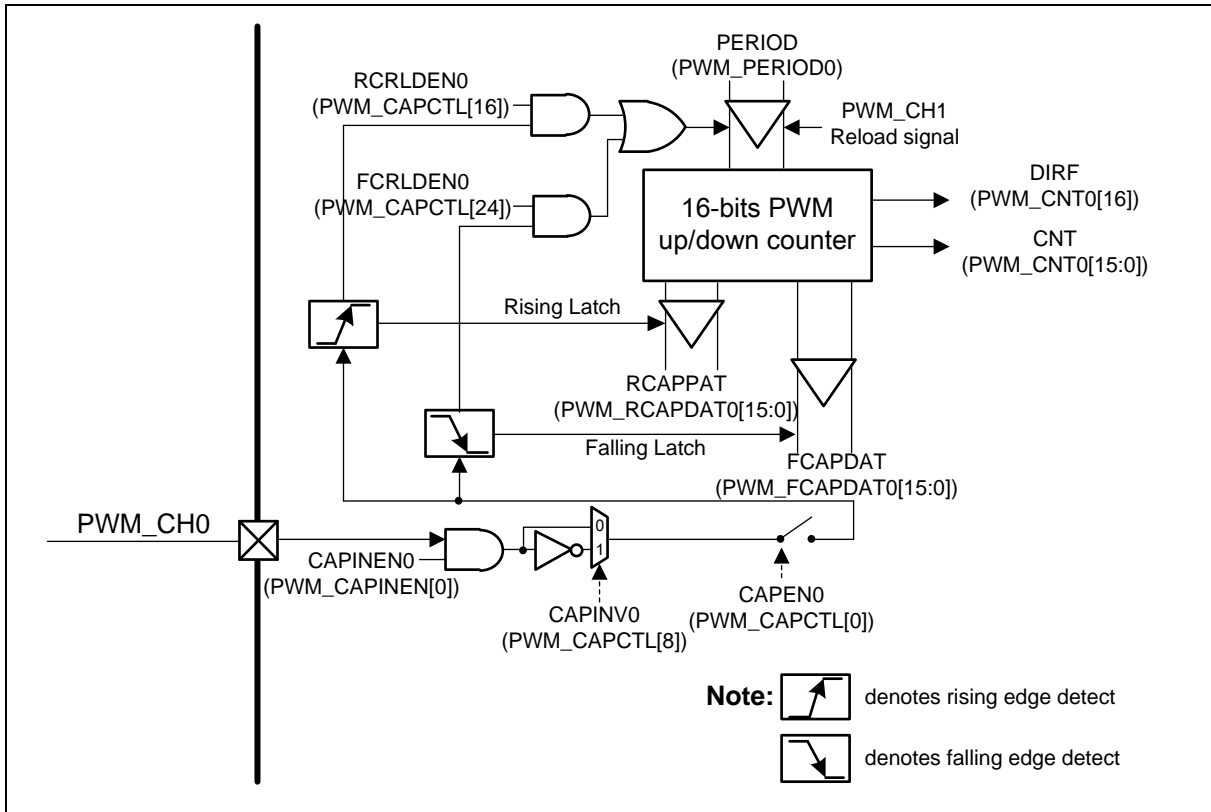 PERIOD
(PWM_PERIOD0)
RCRLDEN0
(PWM_CAPCTL[16])
PWM_CH1
Reload signal
FCRLDEN0
(PWM_CAPCTL[24])
16-bits PWM
up/down counter
DIRF
(PWM_CNT0[16])
CNT
(PWM_CNT0[15:0])
Rising Latch
RCAPPAT
(PWM_RCAPDAT0[15:0])
Falling Latch
FCAPDAT
(PWM_FCAPDAT0[15:0])
PWM_CH0
0
1
CAPINEN0
(PWM_CAPINEN[0])
CAPINV0
(PWM_CAPCTL[8])
CAPEN0
(PWM_CAPCTL[0])
Note:
denotes rising edge detect
denotes falling edge detect